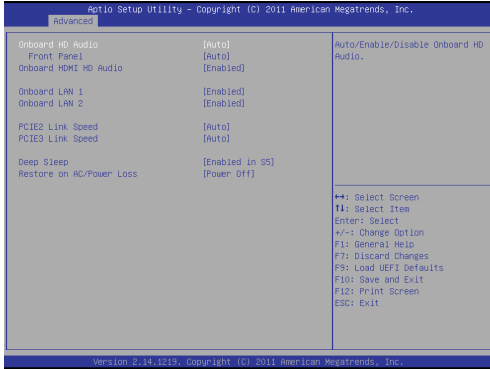 Aptio Setup Utility – Copyright (C) 2011 American Megatrends, Inc.
Advanced
Onboard HD Audio [Auto]
Front Panel [Auto]
Onboard HDMI HD Audio [Enabled]
Onboard LAN 1 [Enabled]
Onboard LAN 2 [Enabled]
PCIE2 Link Speed [Auto]
PCIE3 Link Speed [Auto]
Deep Sleep [Enabled in S5]
Restore on AC/Power Loss [Power Off]
Auto/Enable/Disable Onboard HD
Audio.
↔: Select Screen
↑↓: Select Item
Enter: Select
+/-: Change Option
F1: General Help
F7: Discard Changes
F9: Load UEFI Defaults
F10: Save and Exit
F12: Print Screen
ESC: Exit
Version 2.14.1219. Copyright (C) 2011 American Megatrends, Inc.